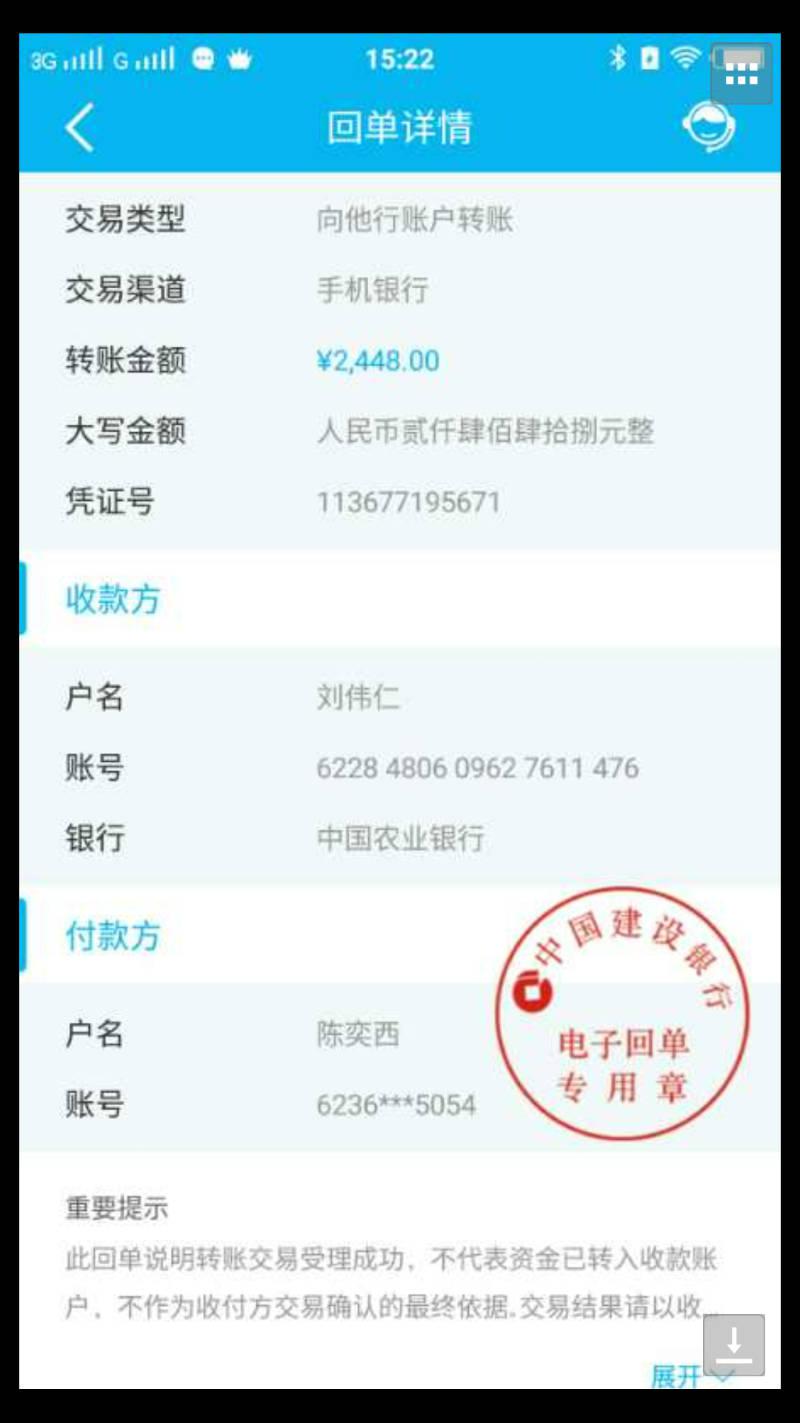 3G G 15:22
回单详情
交易类型 向他行账户转账
交易渠道 手机银行
转账金额 ¥2,448.00
大写金额 人民币贰仟肆佰肆拾捌元整
凭证号 113677195671
收款方
户名 刘伟仁
账号 6228 4806 0962 7611 476
银行 中国农业银行
付款方
户名 陈奕西
账号 6236***5054
中国建设银行
电子回单
专用章
重要提示
此回单说明转账交易受理成功，不代表资金已转入收款账
户，不作为收付方交易确认的最终依据.交易结果请以收...
展开